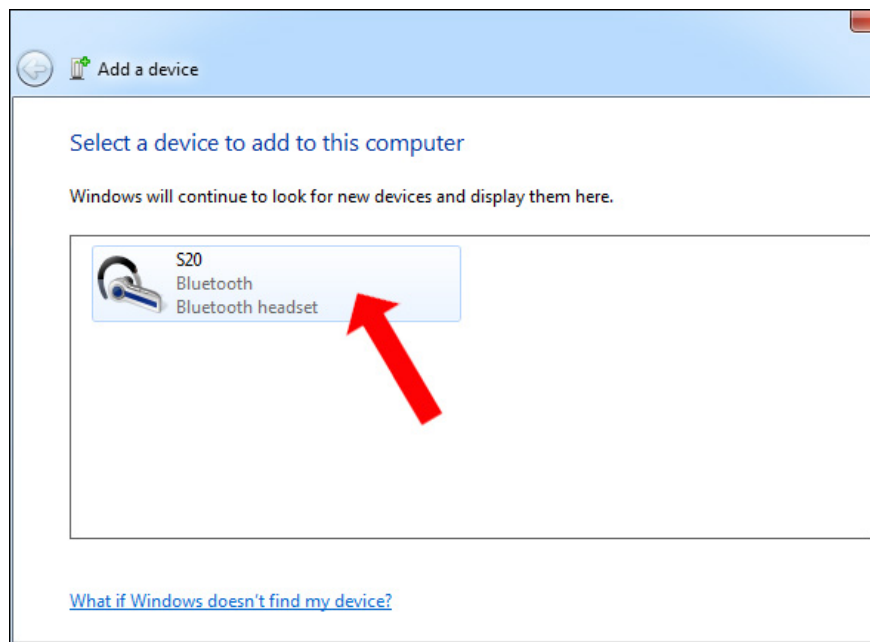 Add a device
Select a device to add to this computer
Windows will continue to look for new devices and display them here.
S20
Bluetooth
Bluetooth headset
What if Windows doesn't find my device?